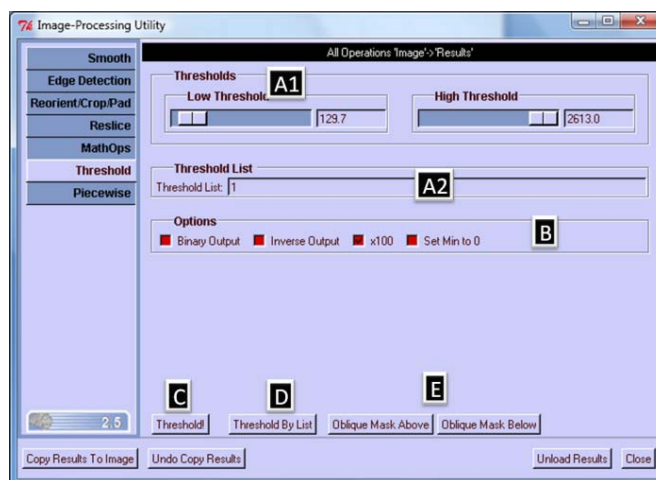 Image-Processing Utility
All Operations 'Image'->'Results'
Smooth
Edge Detection
Reorient/Crop/Pad
Reslice
MathOps
Threshold
Piecewise
2.5
Thresholds
A1
Low Threshold
129.7
High Threshold
2613.0
Threshold List
Threshold List: 1
A2
Options
Binary Output Inverse Output x100 Set Min to 0
B
C
D
E
Threshold! Threshold By List Oblique Mask Above Oblique Mask Below
Copy Results To Image Undo Copy Results Unload Results Close